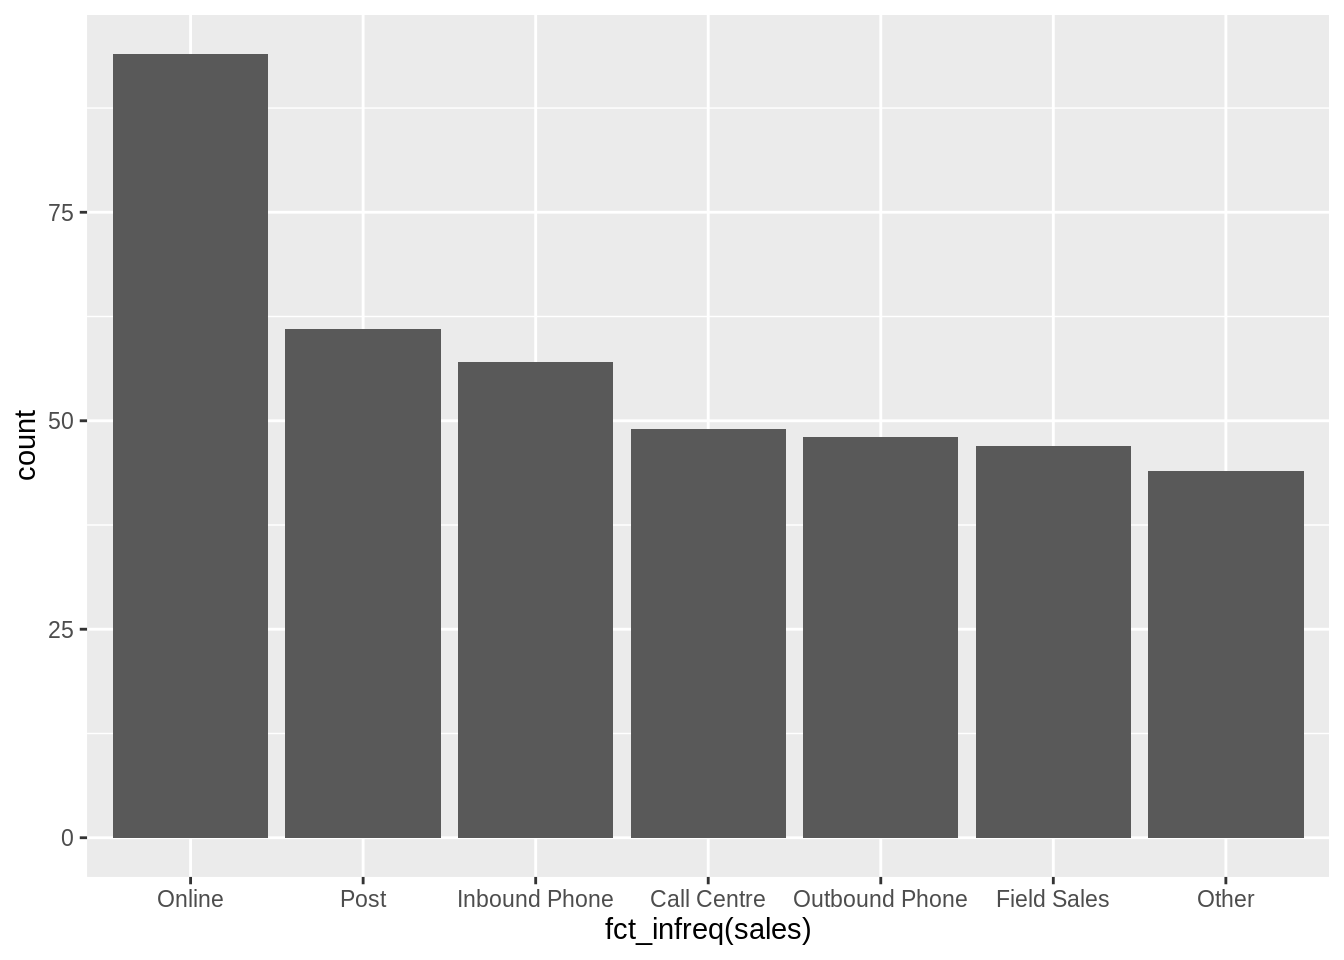 count
75
50
25
0
Online Post Inbound Phone Call Centre Outbound Phone Field Sales Other
fct_infreq(sales)